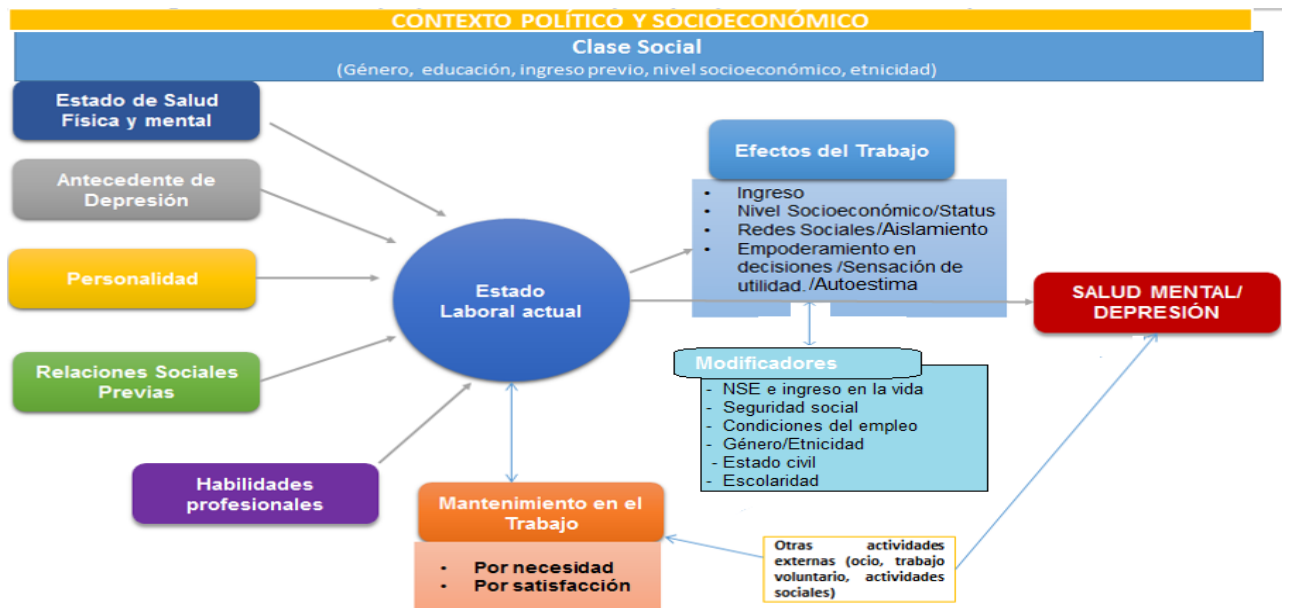 CONTEXTO POLÍTICO Y SOCIOECONÓMICO
Clase Social
(Género, educación, ingreso previo, nivel socioeconómico, etnicidad)
Estado de Salud
Física y mental
Antecedente de
Depresión
Personalidad
Relaciones Sociales
Previas
Habilidades
profesionales
Estado
Laboral actual
Mantenimiento en el
Trabajo
• Por necesidad
• Por satisfacción
Efectos del Trabajo
• Ingreso
• Nivel Socioeconómico/Status
• Redes Sociales/Aislamiento
• Empoderamiento en
decisiones /Sensación de
utilidad. /Autoestima
Modificadores
- NSE e ingreso en la vida
- Seguridad social
- Condiciones del empleo
- Género/Etnicidad
- Estado civil
- Escolaridad
Otras actividades
externas (ocio, trabajo
voluntario, actividades
sociales)
SALUD MENTAL/
DEPRESIÓN